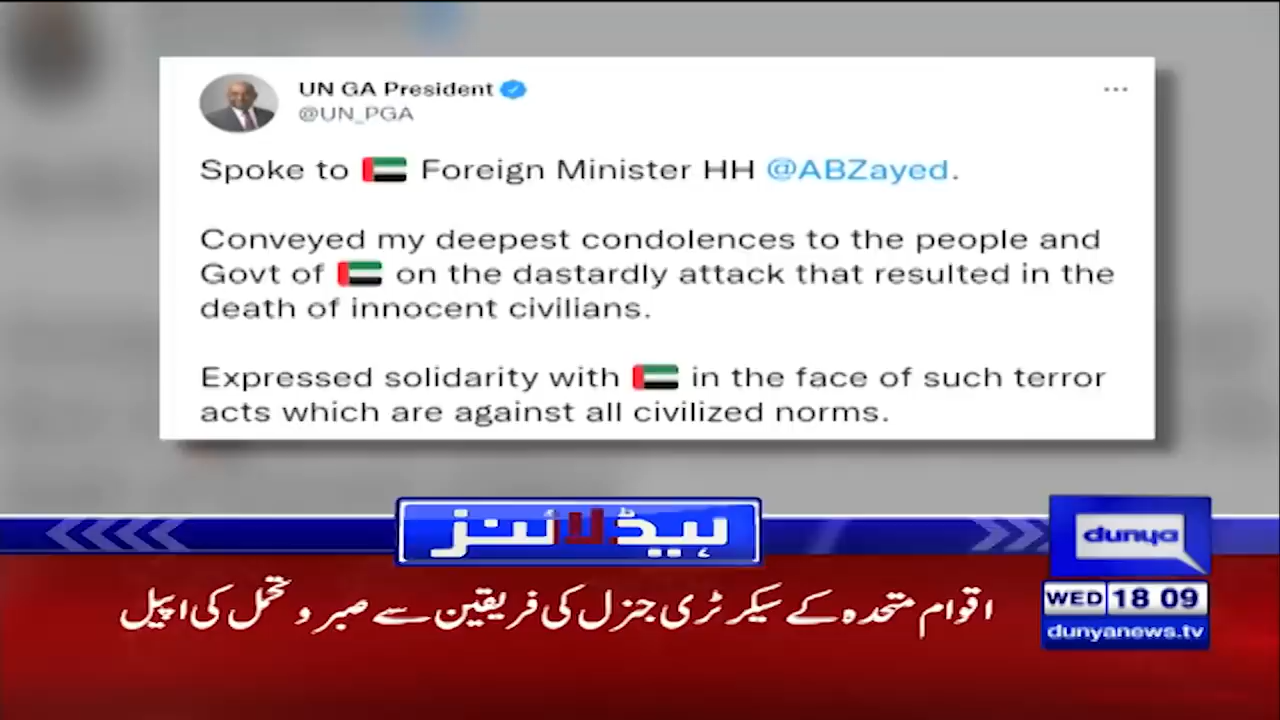 UN GA President
@UN_PGA
Spoke to 🇦🇪 Foreign Minister HH @ABZayed.
Conveyed my deepest condolences to the people and
Govt of 🇦🇪 on the dastardly attack that resulted in the
death of innocent civilians.
Expressed solidarity with 🇦🇪 in the face of such terror
acts which are against all civilized norms.
ہیڈلائنز
dunya
اقوام متحدہ کے سیکرٹری جنرل کی فریقین سے صبر و تحمل کی اپیل
WED 18 09
dunyanews.tv